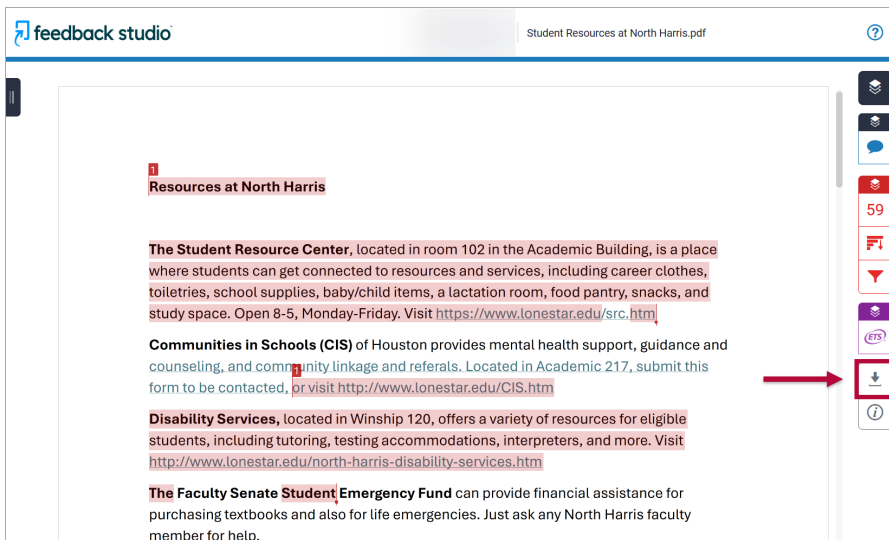 feedback studio
Student Resources at North Harris.pdf
?
1
Resources at North Harris
59
The Student Resource Center, located in room 102 in the Academic Building, is a place
where students can get connected to resources and services, including career clothes,
toiletries, school supplies, baby/child items, a lactation room, food pantry, snacks, and
study space. Open 8-5, Monday-Friday. Visit https://www.lonestar.edu/src.htm
ETS
Communities in Schools (CIS) of Houston provides mental health support, guidance and
counseling, and community linkage and referrals. Located in Academic 217, submit this
1
form to be contacted, or visit http://www.lonestar.edu/CIS.htm
i
Disability Services, located in Winship 120, offers a variety of resources for eligible
students, including tutoring, testing accommodations, interpreters, and more. Visit
http://www.lonestar.edu/north-harris-disability-services.htm
The Faculty Senate Student Emergency Fund can provide financial assistance for
purchasing textbooks and also for life emergencies. Just ask any North Harris faculty
member for help.